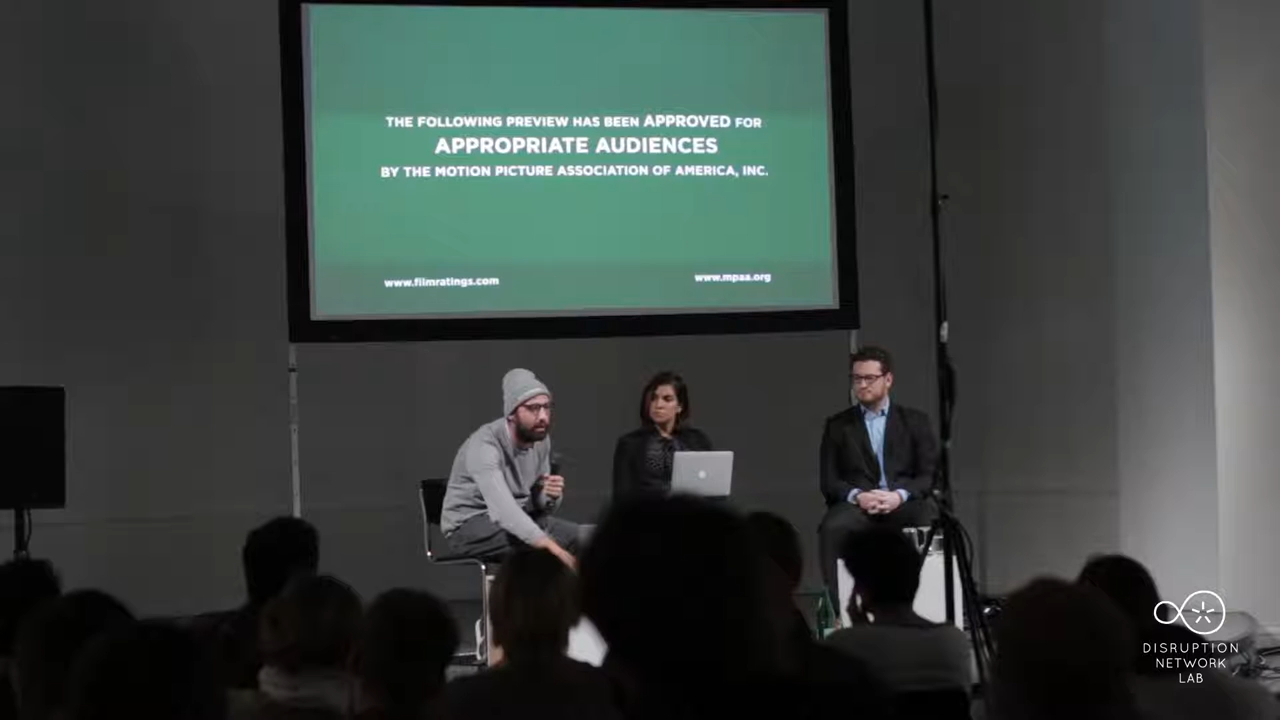 THE FOLLOWING PREVIEW HAS BEEN APPROVED FOR
APPROPRIATE AUDIENCES
BY THE MOTION PICTURE ASSOCIATION OF AMERICA, INC.
www.filmratings.com
www.mpaa.org
DISRUPTION
NETWORK
LAB